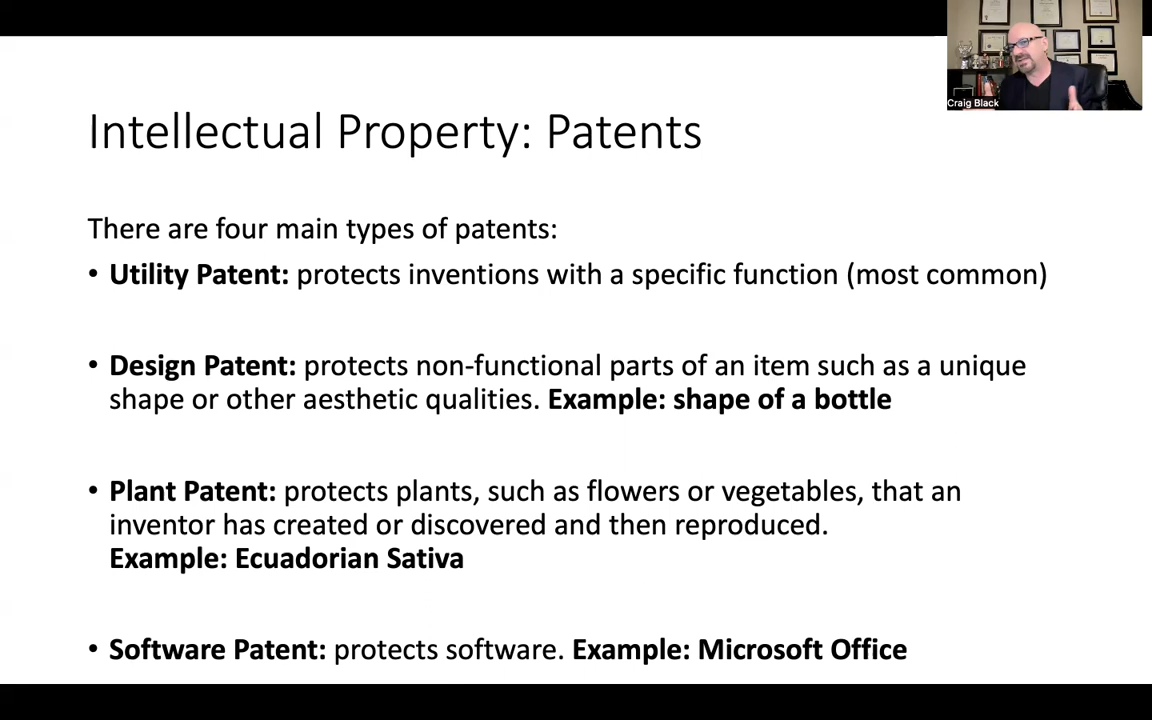 Craig Black
Intellectual Property: Patents
There are four main types of patents:
• Utility Patent: protects inventions with a specific function (most common)
• Design Patent: protects non-functional parts of an item such as a unique
shape or other aesthetic qualities. Example: shape of a bottle
• Plant Patent: protects plants, such as flowers or vegetables, that an
inventor has created or discovered and then reproduced.
Example: Ecuadorian Sativa
• Software Patent: protects software. Example: Microsoft Office